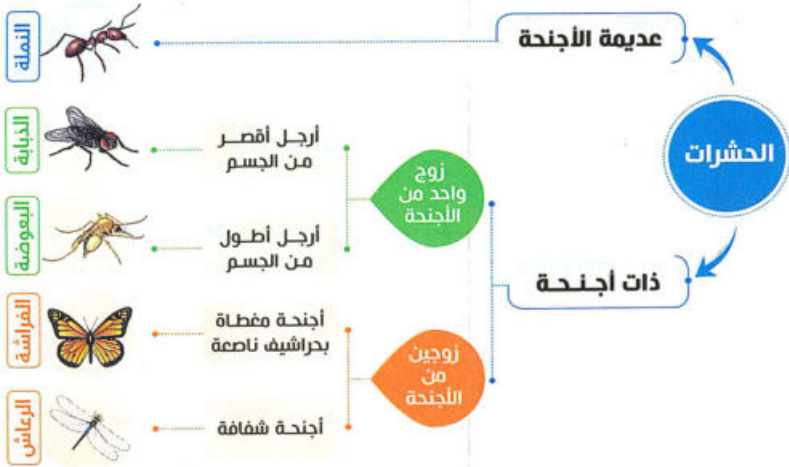 الحشرات
عديمة الأجنحة
النملة
ذات أجنحة
زوج
واحد من
الأجنحة
أرجل أقصر
من الجسم
الذبابة
أرجل أطول
من الجسم
البعوضة
زوجين
من
الأجنحة
أجنحة مغطاة
بحراشيف ناصعة
الفراشة
أجنحة شفافة
الرعاش